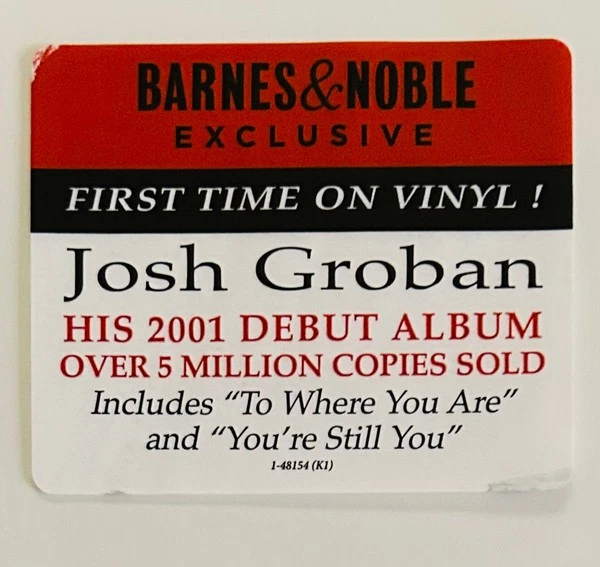 BARNES&NOBLE
EXCLUSIVE
FIRST TIME ON VINYL !
Josh Groban
HIS 2001 DEBUT ALBUM
OVER 5 MILLION COPIES SOLD
Includes “To Where You Are”
and “You’re Still You”
1-48154 (K1)